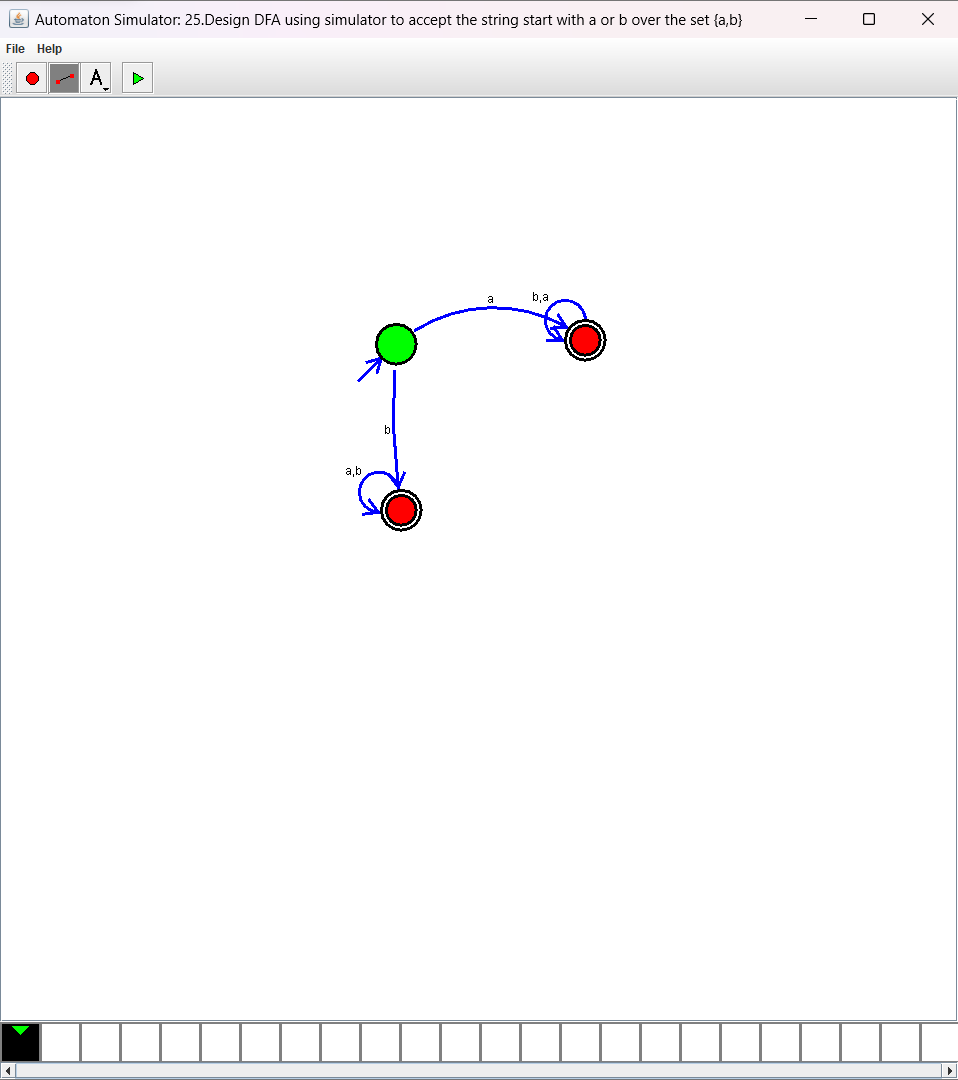 Automaton Simulator: 25.Design DFA using simulator to accept the string start with a or b over the set {a,b}
File Help
A
a
b,a
b
a,b